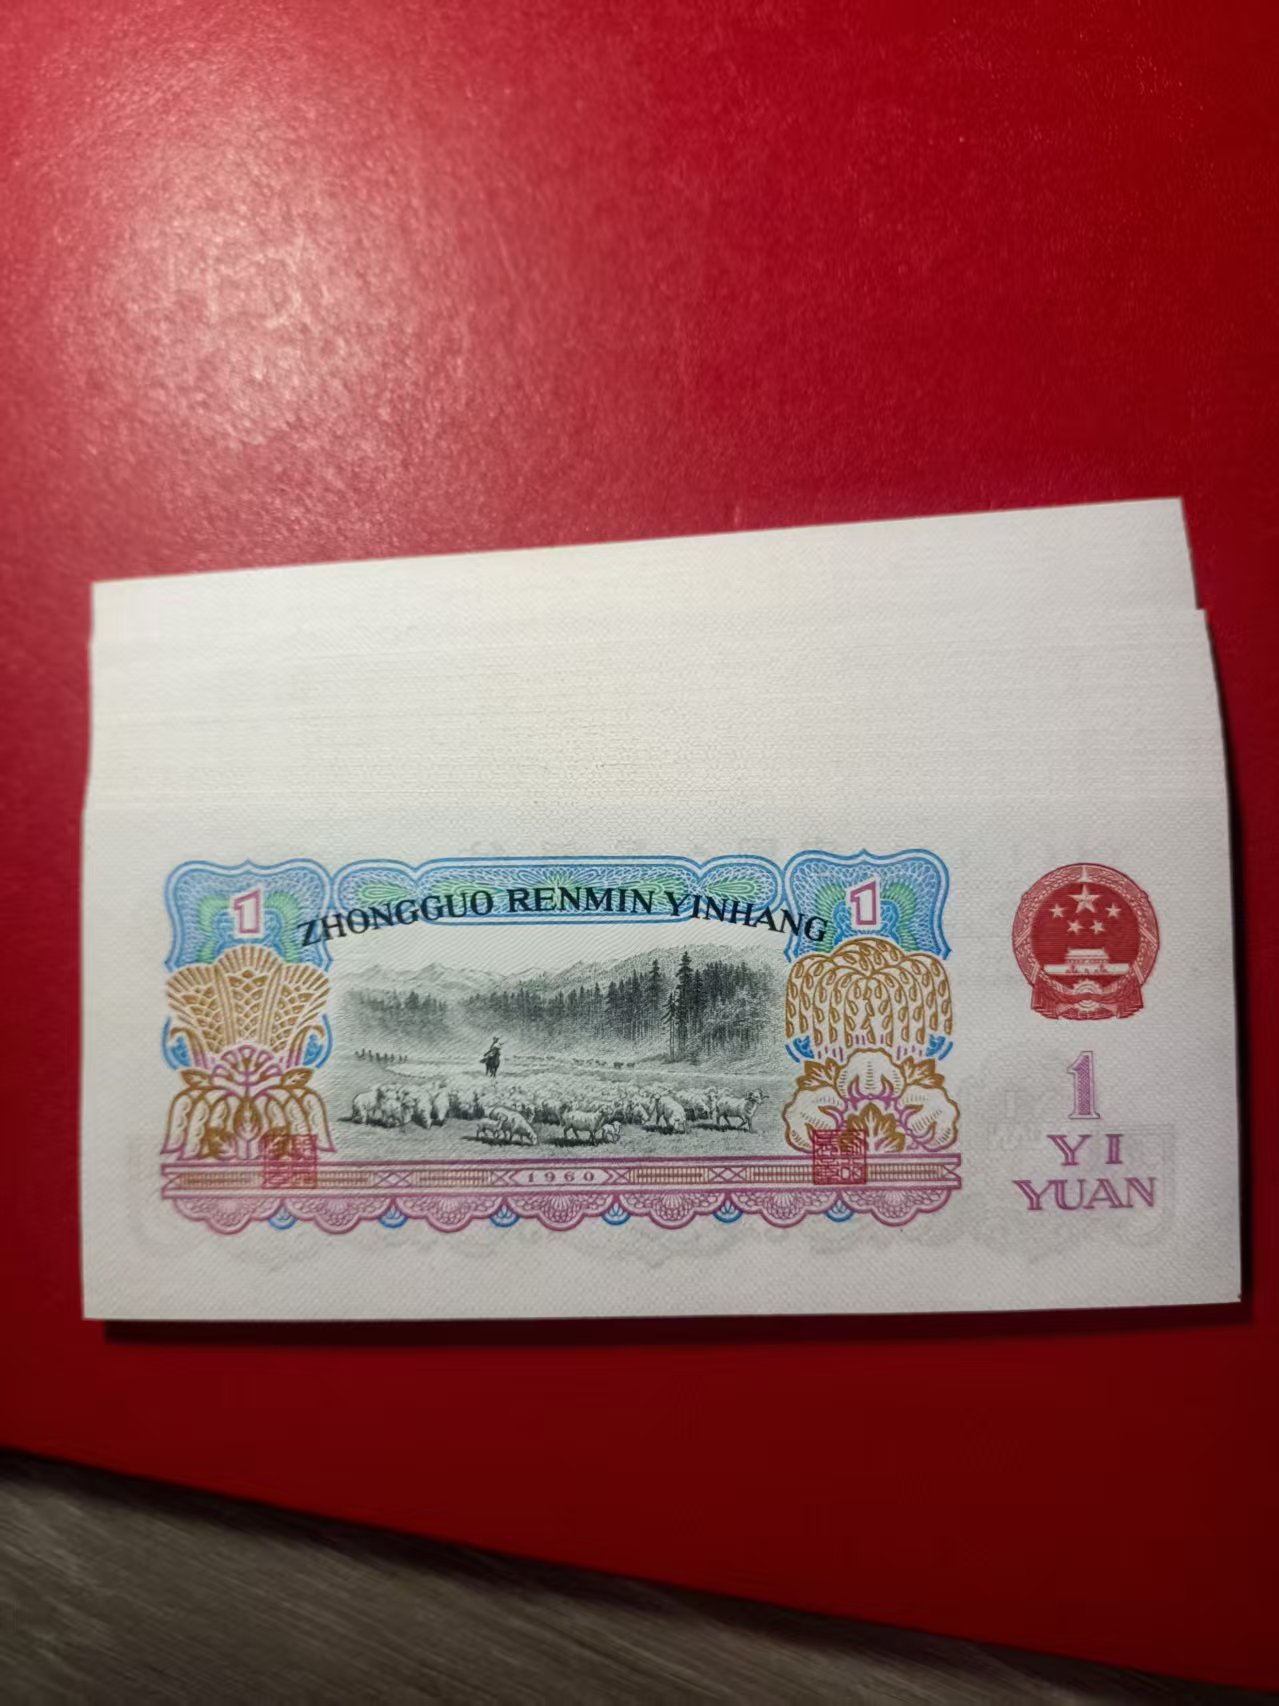 1
ZHONGGUO RENMIN YINHANG
1
1960
1
YI
YUAN